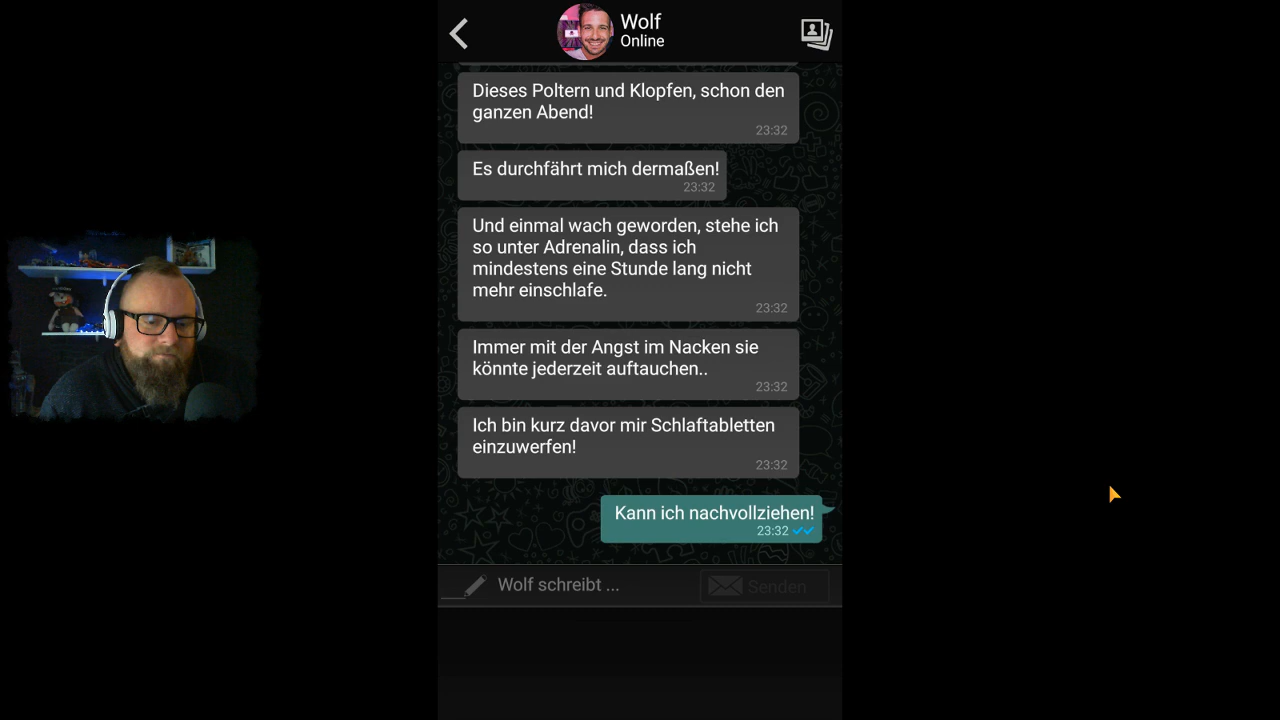 Wolf
Online
Dieses Poltern und Klopfen, schon den
ganzen Abend!
23:32
Es durchfährt mich dermaßen!
23:32
Und einmal wach geworden, stehe ich
so unter Adrenalin, dass ich
mindestens eine Stunde lang nicht
mehr einschlafe.
23:32
Immer mit der Angst im Nacken sie
könnte jederzeit auftauchen..
23:32
Ich bin kurz davor mir Schlaftabletten
einzuwerfen!
23:32
Kann ich nachvollziehen!
23:32
Wolf schreibt ...
Senden